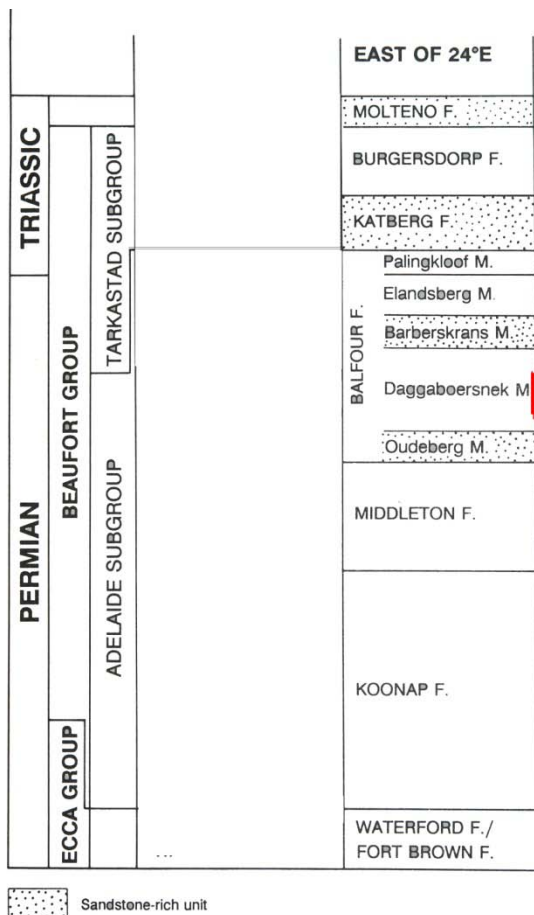 EAST OF 24°E
TRIASSIC
PERMIAN
BEAUFORT GROUP
ECCA GROUP
TARKASTAD SUBGROUP
ADELAIDE SUBGROUP
MOLTENO F.
BURGERSDORP F.
KATBERG F.
BALFOUR F.
Palingkloof M.
Elandsberg M.
Barberskrans M.
Daggaboersnek M
Oudeberg M.
MIDDLETON F.
KOONAP F.
WATERFORD F./
FORT BROWN F.
...
Sandstone-rich unit